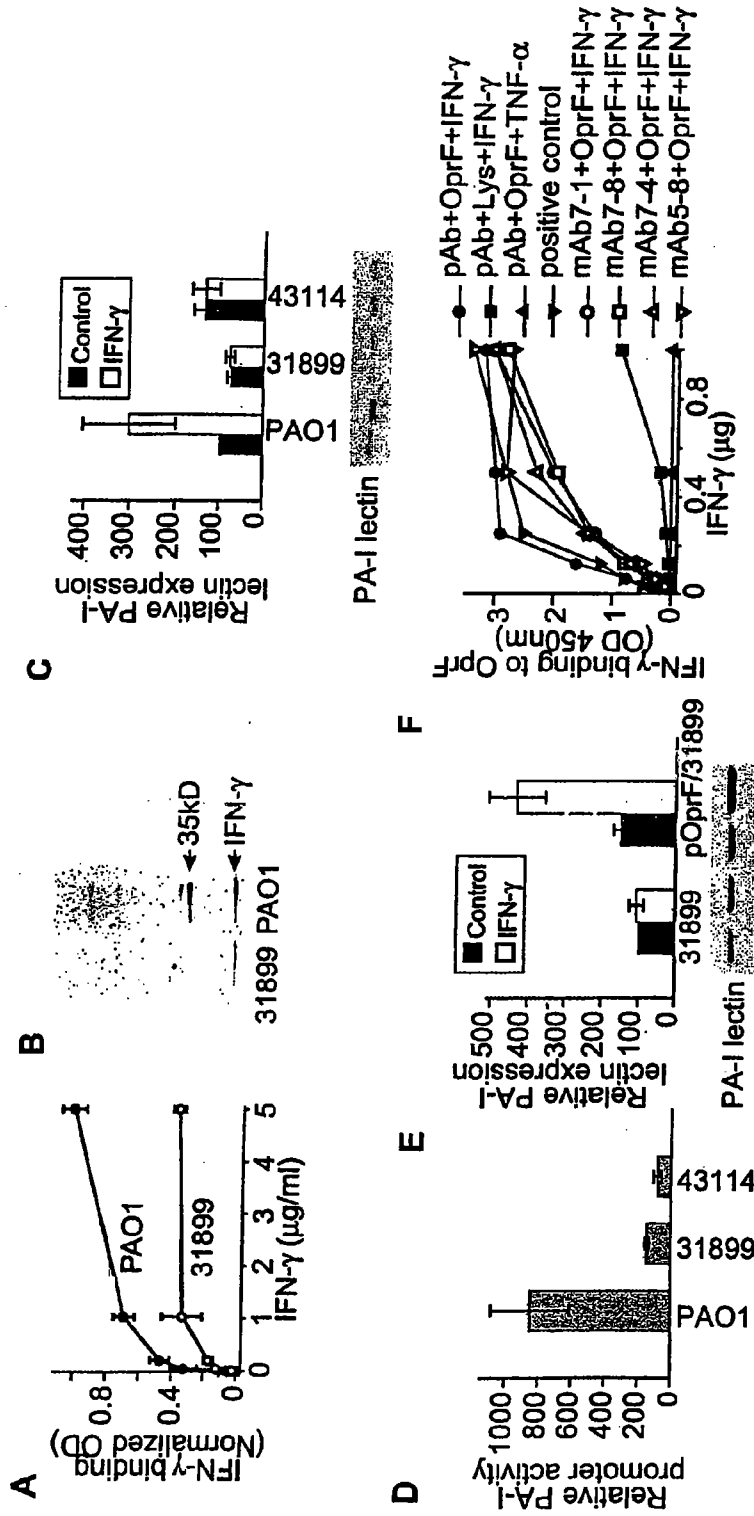 A
IFN-γ binding
(Normalized OD)
0.8
0.4
0
PAO1
31899
0 1 2 3 4 5
IFN-γ (μg/ml)
B
35kD
IFN-γ
31899 PAO1
C
Relative PA-I
lectin expression
400
300
200
100
0
Control
IFN-γ
PAO1 31899 43114
PA-I lectin
D
Relative PA-I
promoter activity
1000
800
600
400
200
0
PAO1 31899 43114
E
Relative PA-I
lectin expression
500
400
300
200
100
0
Control
IFN-γ
31899 pOprF/31899
PA-I lectin
F
IFN-γ binding to OprF
(OD 450nm)
3
2
1
0
0 0.4 0.8
IFN-γ (μg)
pAb+OprF+IFN-γ
pAb+Lys+IFN-γ
pAb+OprF+TNF-α
positive control
mAb7-1+OprF+IFN-γ
mAb7-8+OprF+IFN-γ
mAb7-4+OprF+IFN-γ
mAb5-8+OprF+IFN-γ